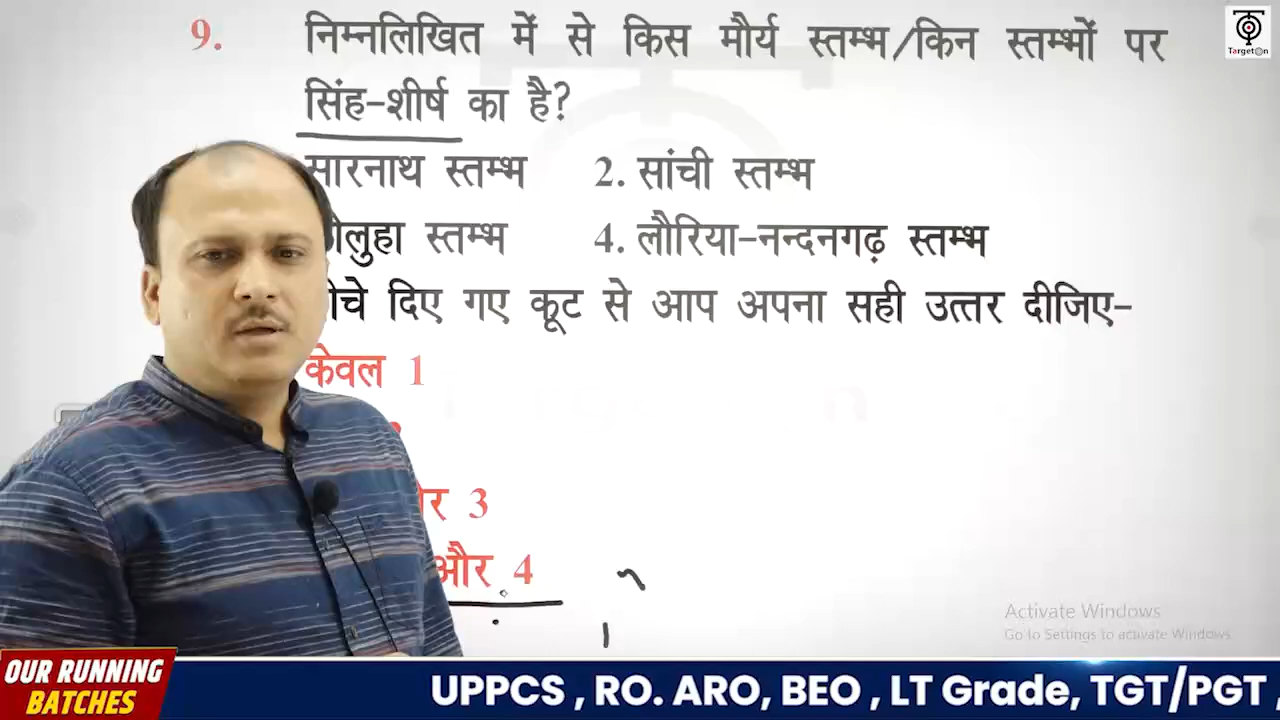 9. निम्नलिखित में से किस मौर्य स्तम्भ/किन स्तम्भों पर
सिंह-शीर्ष का है?
सारनाथ स्तम्भ 2. सांची स्तम्भ
स्तम्भ 4. लौरिया-नन्दनगढ़ स्तम्भ
दिए गए कूट से आप अपना सही उत्तर दीजिए-
केवल 1
3
और 4
TargetOn
Activate Windows
Go to Settings to activate Windows.
OUR RUNNING
BATCHES
UPPCS , RO. ARO, BEO , LT Grade, TGT/PGT ,